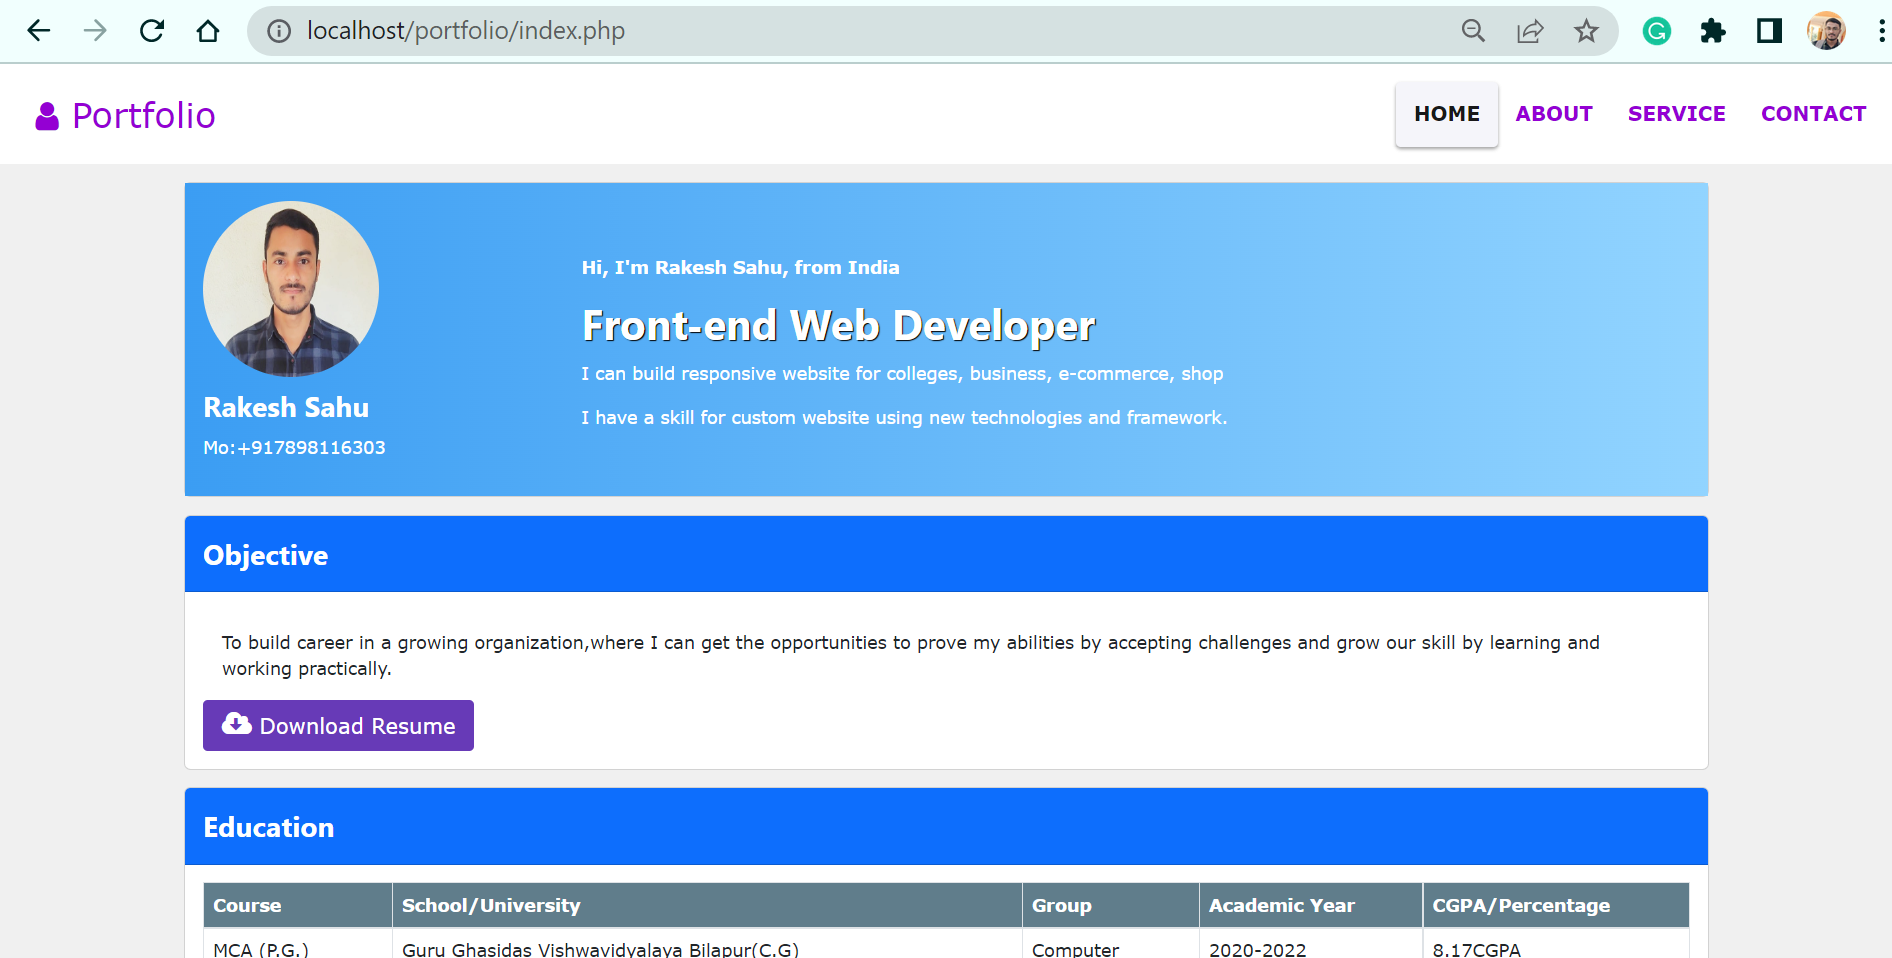 localhost/portfolio/index.php
Portfolio
HOME ABOUT SERVICE CONTACT
Hi, I'm Rakesh Sahu, from India
Front-end Web Developer
I can build responsive website for colleges, business, e-commerce, shop
I have a skill for custom website using new technologies and framework.
Rakesh Sahu
Mo:+917898116303
Objective
To build career in a growing organization,where I can get the opportunities to prove my abilities by accepting challenges and grow our skill by learning and
working practically.
Download Resume
Education
Course School/University Group Academic Year CGPA/Percentage
MCA (P.G.) Guru Ghasidas Vishwavidyalaya Bilapur(C.G) Computer 2020-2022 8.17CGPA